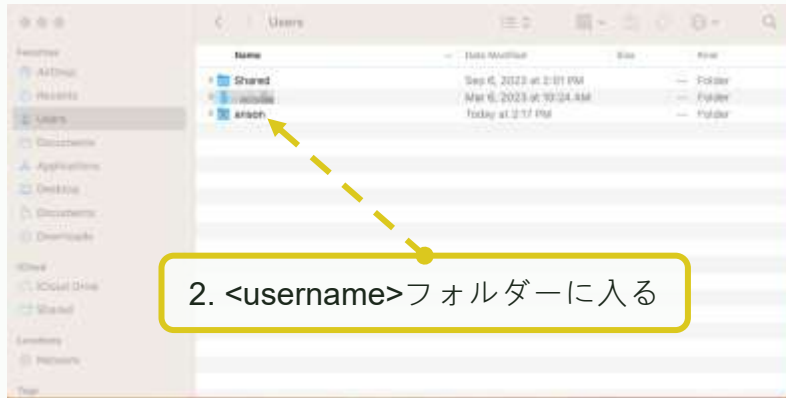 Users
Favorites
Name
Date Modified
Size
Kind
AirDrop
Shared
Sep 6, 2023 at 2:01 PM
-- Folder
Recents
Mar 6, 2023 at 10:24 AM
-- Folder
Users
anson
Today at 2:17 PM
-- Folder
Documents
Applications
Desktop
Documents
Downloads
iCloud
iCloud Drive
Shared
2. <username>フォルダーに入る
Locations
Network
Tags